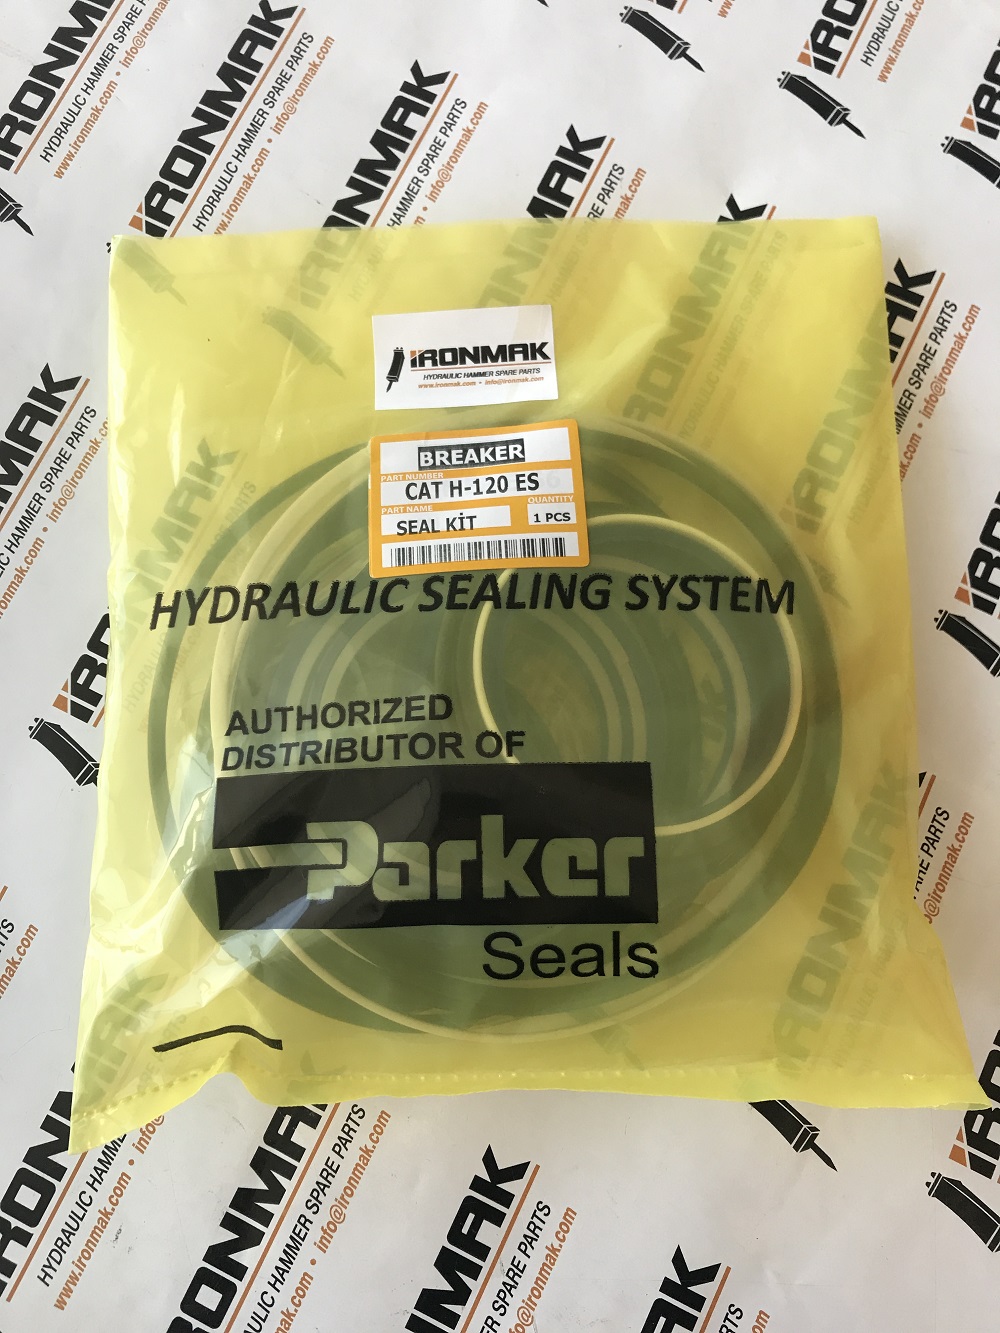 IRONMAK
HYDRAULIC HAMMER SPARE PARTS
www.ironmak.com • info@ironmak.com
BREAKER
PART NUMBER
CAT H-120 ES
PART NAME
QUANTITY
SEAL KİT
1 PCS
HYDRAULIC SEALING SYSTEM
AUTHORIZED
DISTRIBUTOR OF
Parker
Seals
IRONMAK
HYDRAULIC HAMMER SPARE PARTS
www.ironmak.com • info@ironmak.com